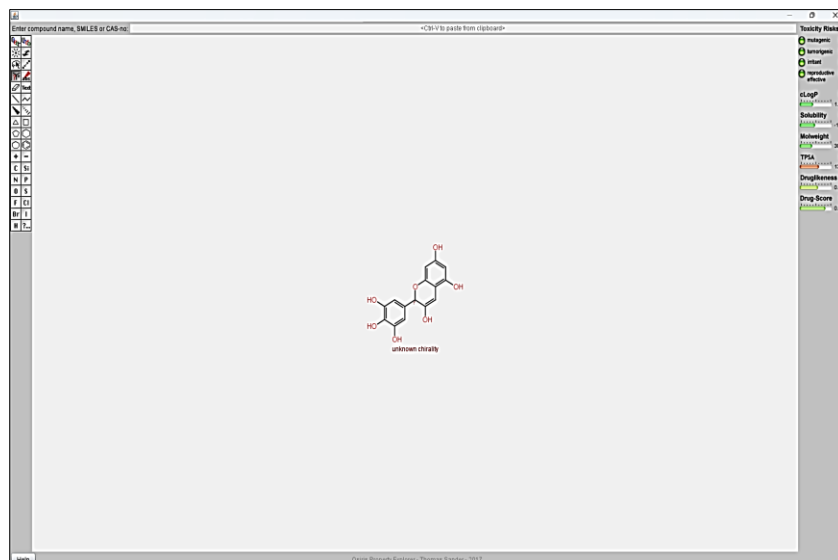 Enter compound name, SMILES or CAS-no:
<Ctrl-V to paste from clipboard>
Toxicity Risks
mutagenic
tumorigenic
irritant
reproductive
effective
cLogP
Solubility
Molweight
TPSA
Druglikeness
Drug-Score
Text
+ −
C Si
N P
O S
F Cl
Br I
H ?...
OH
O
OH
HO
HO
OH
OH
unknown chirality
Help
Osiris Property Explorer - Thomas Sander - 2017